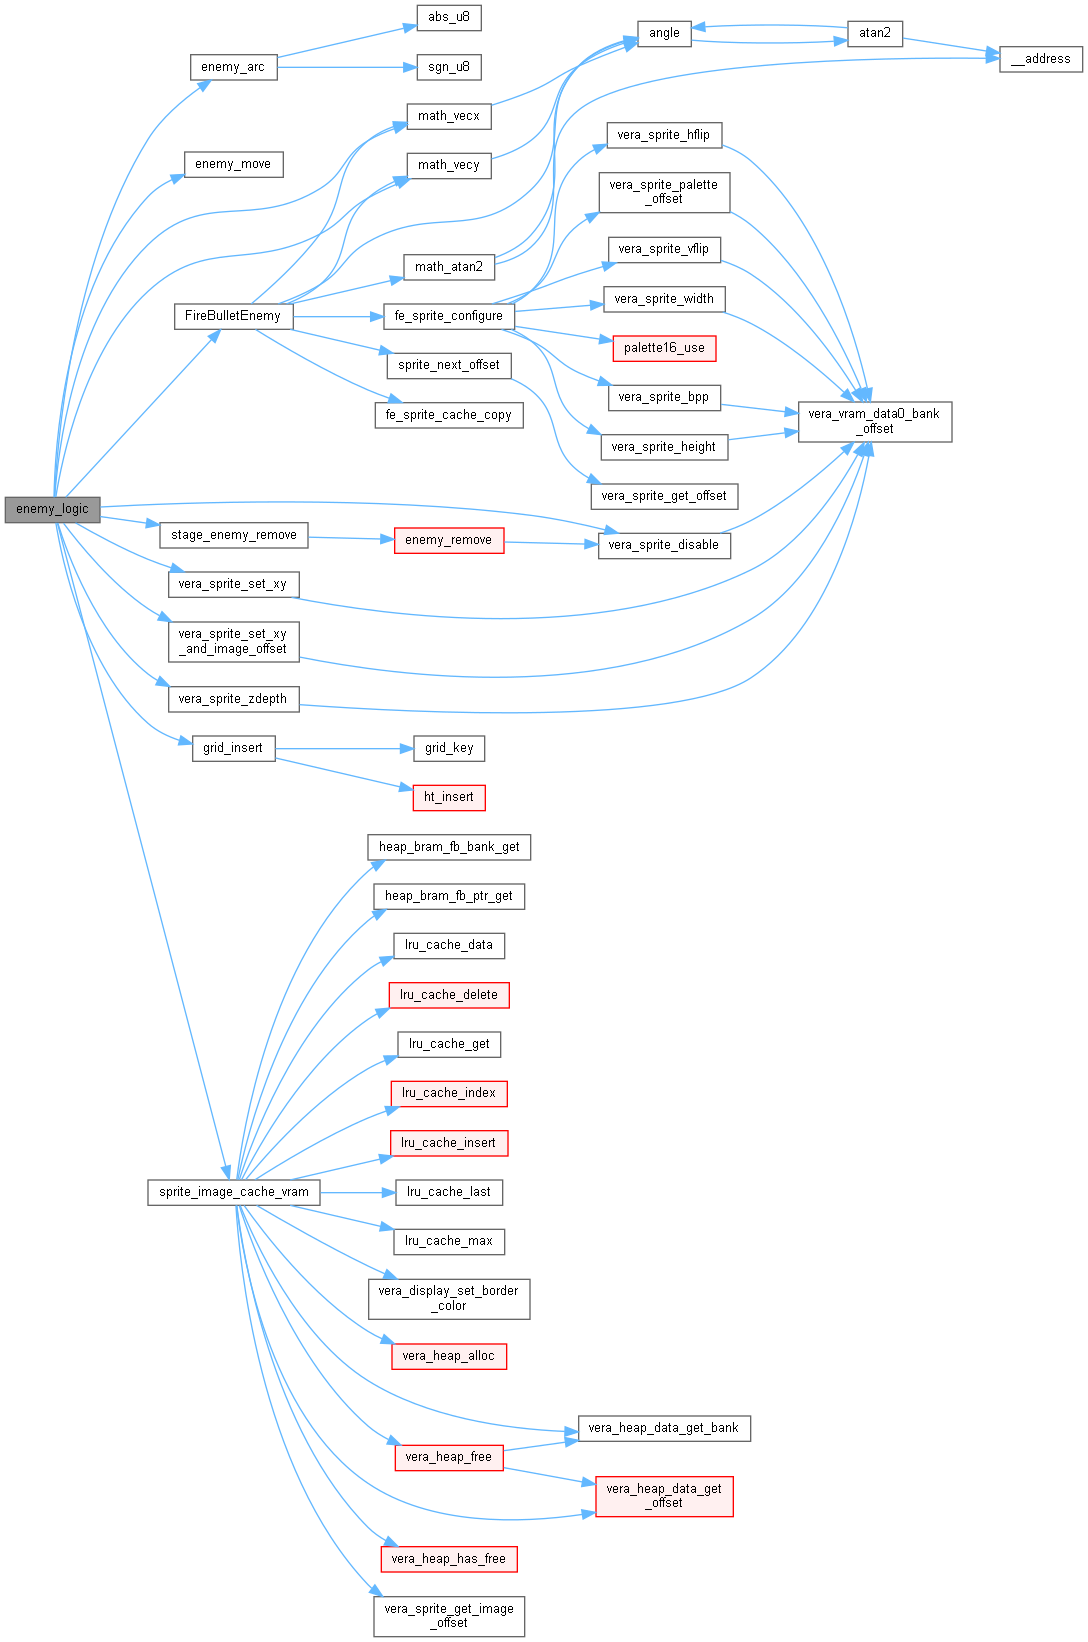 abs_u8
angle
atan2
sgn_u8
__address
enemy_arc
math_vecx
enemy_move
math_vecy
vera_sprite_hflip
vera_sprite_palette
_offset
vera_sprite_vflip
math_atan2
vera_sprite_width
FireBulletEnemy
fe_sprite_configure
palette16_use
sprite_next_offset
vera_sprite_bpp
fe_sprite_cache_copy
vera_vram_data0_bank
_offset
vera_sprite_height
vera_sprite_get_offset
enemy_logic
stage_enemy_remove
enemy_remove
vera_sprite_disable
vera_sprite_set_xy
vera_sprite_set_xy
_and_image_offset
vera_sprite_zdepth
grid_insert
grid_key
ht_insert
heap_bram_fb_bank_get
heap_bram_fb_ptr_get
lru_cache_data
lru_cache_delete
lru_cache_get
lru_cache_index
lru_cache_insert
sprite_image_cache_vram
lru_cache_last
lru_cache_max
vera_display_set_border
_color
vera_heap_alloc
vera_heap_data_get_bank
vera_heap_free
vera_heap_data_get
_offset
vera_heap_has_free
vera_sprite_get_image
_offset